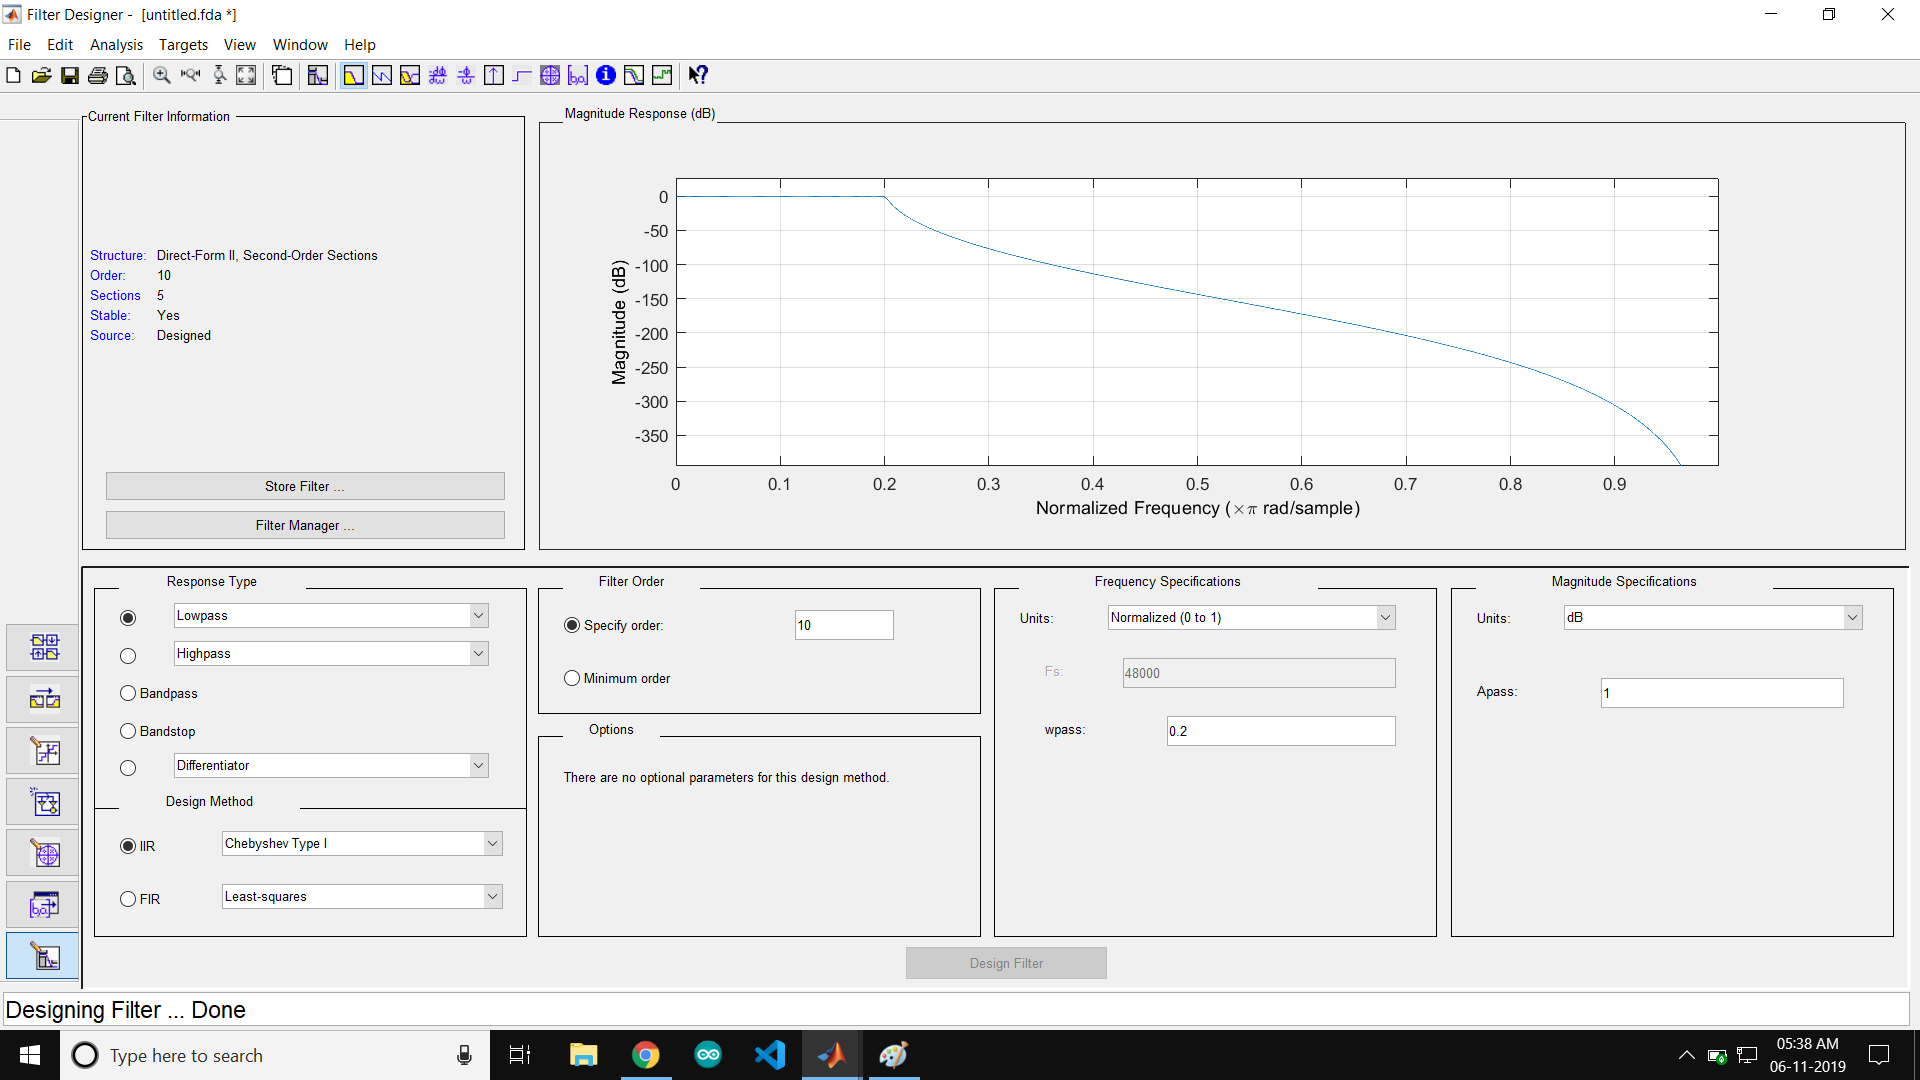 Filter Designer -  [untitled.fda *]
File Edit Analysis Targets View Window Help
Current Filter Information
Structure: Direct-Form II, Second-Order Sections
Order: 10
Sections 5
Stable: Yes
Source: Designed
Store Filter ...
Filter Manager ...
Magnitude Response (dB)
0
-50
-100
-150
-200
-250
-300
-350
Magnitude (dB)
0 0.1 0.2 0.3 0.4 0.5 0.6 0.7 0.8 0.9
Normalized Frequency (×π rad/sample)
Response Type
Lowpass
Highpass
Bandpass
Bandstop
Differentiator
Design Method
IIR Chebyshev Type I
FIR Least-squares
Filter Order
Specify order: 10
Minimum order
Options
There are no optional parameters for this design method.
Frequency Specifications
Units: Normalized (0 to 1)
Fs: 48000
wpass: 0.2
Magnitude Specifications
Units: dB
Apass: 1
Design Filter
Designing Filter ... Done
Type here to search
05:38 AM
06-11-2019